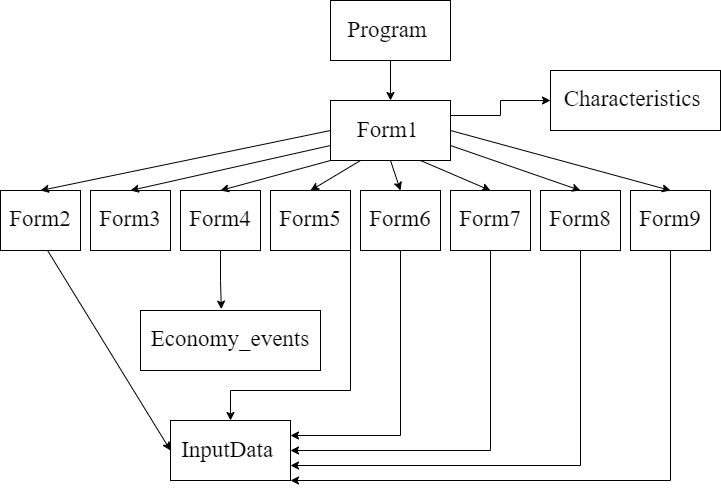 Program
Characteristics
Form1
Form2
Form3
Form4
Form5
Form6
Form7
Form8
Form9
Economy_events
InputData